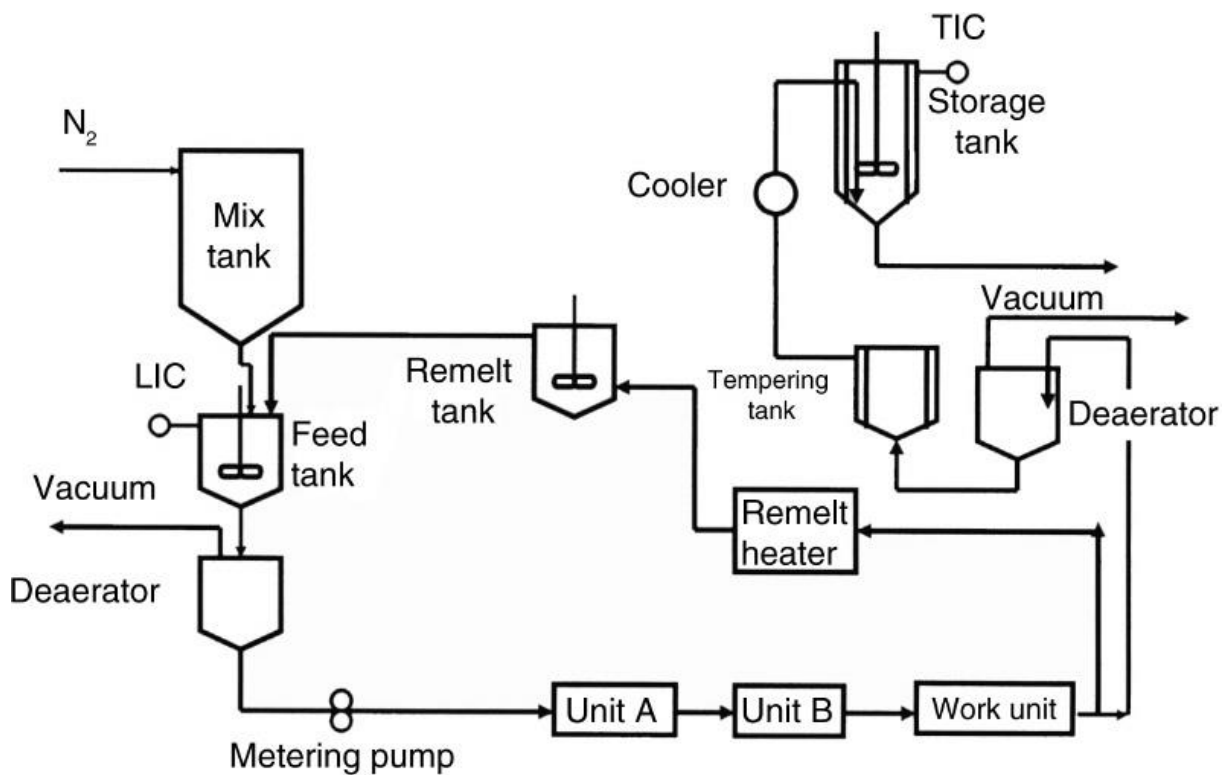 TIC
Storage
tank
N₂
Cooler
Mix
tank
Vacuum
LIC
Remelt
tank
Tempering
tank
Deaerator
Feed
tank
Vacuum
Remelt
heater
Deaerator
Unit A
Unit B
Work unit
Metering pump